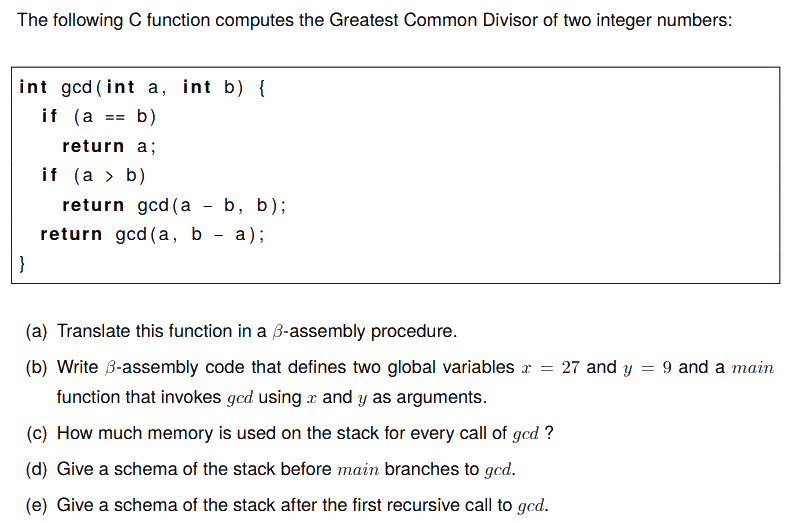 The following C function computes the Greatest Common Divisor of two integer numbers:
int gcd(int a, int b) {
if (a == b)
return a;
if (a > b)
return gcd(a - b, b);
return gcd(a, b - a);
}
(a) Translate this function in a β-assembly procedure.
(b) Write β-assembly code that defines two global variables x = 27 and y = 9 and a main
function that invokes gcd using x and y as arguments.
(c) How much memory is used on the stack for every call of gcd ?
(d) Give a schema of the stack before main branches to gcd.
(e) Give a schema of the stack after the first recursive call to gcd.